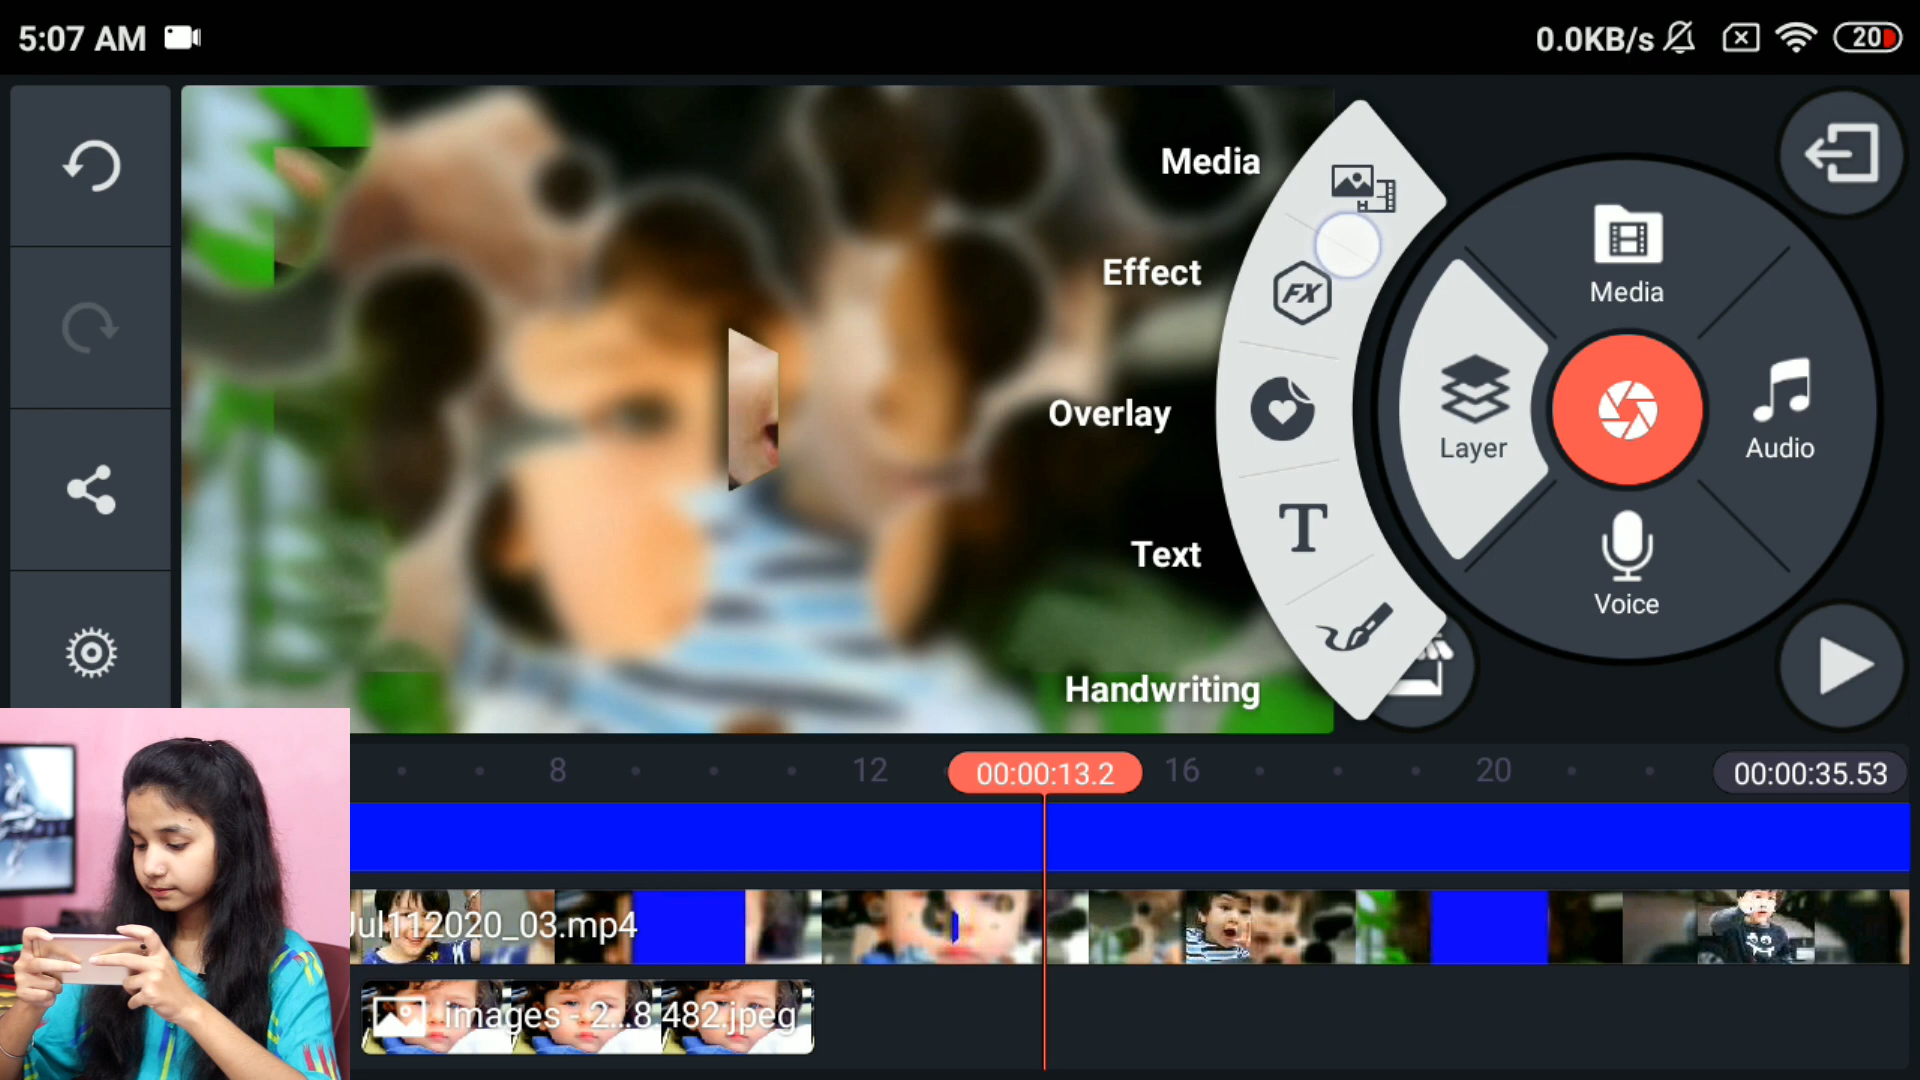 5:07 AM
0.0KB/s
20
Media
Effect
Overlay
Text
Handwriting
FX
T
Media
Layer
Audio
Voice
8
12
00:00:13.2
16
20
00:00:35.53
Jul112020_03.mp4
images - 2...8.482.jpeg